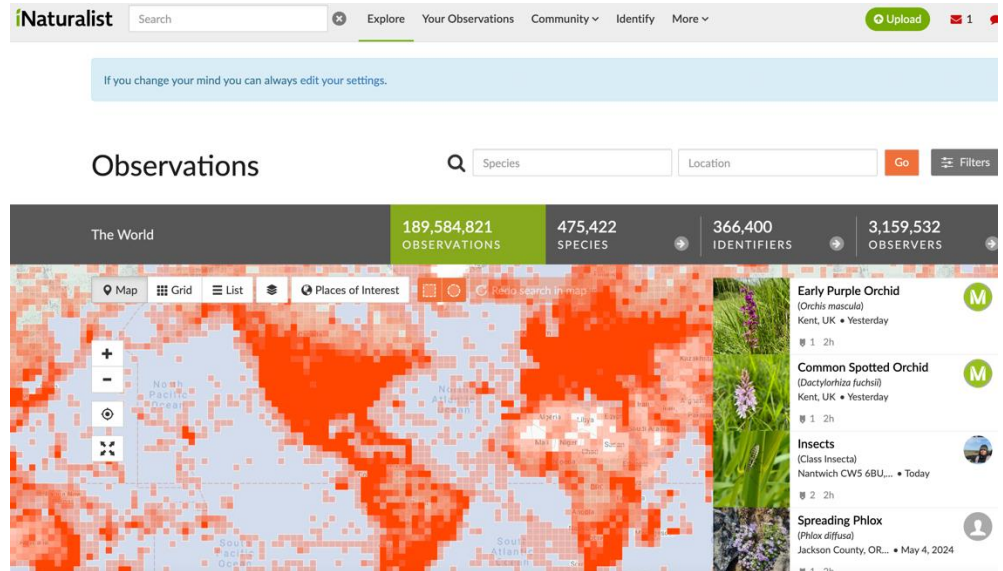 iNaturalist Search Explore Your Observations Community Identify More Upload 1
If you change your mind you can always edit your settings.
Observations Species Location Go Filters
The World
189,584,821
OBSERVATIONS
475,422
SPECIES
366,400
IDENTIFIERS
3,159,532
OBSERVERS
Map Grid List Places of Interest Redo search in map
+
-
North
Pacific
Ocean
North
Atlantic
Ocean
Algeria Libya
Mali Niger
Chad
Angola
South
Pacific
Ocean
South
Atlantic
Ocean
Early Purple Orchid
(Orchis mascula)
Kent, UK • Yesterday
1 2h
M
Common Spotted Orchid
(Dactylorhiza fuchsii)
Kent, UK • Yesterday
1 2h
M
Insects
(Class Insecta)
Nantwich CW5 6BU,... • Today
2 2h
Spreading Phlox
(Phlox diffusa)
Jackson County, OR... • May 4, 2024
1 2h